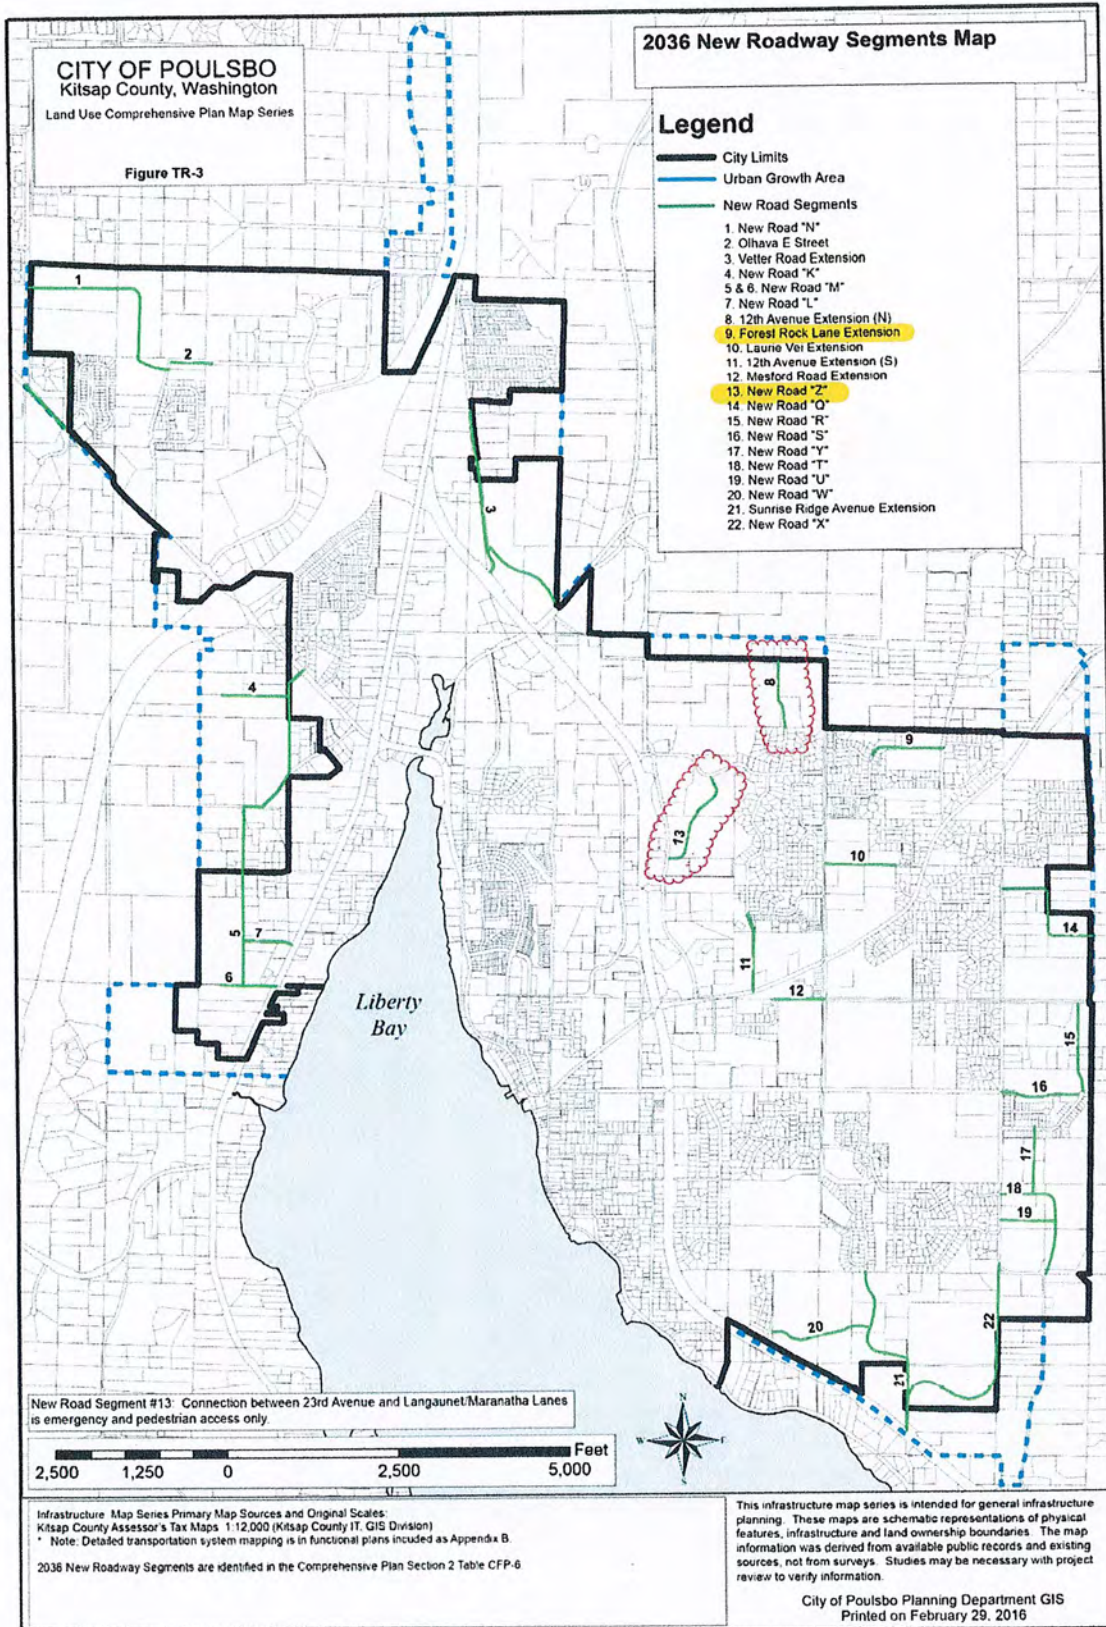 CITY OF POULSBO
Kitsap County, Washington
Land Use Comprehensive Plan Map Series
Figure TR-3
2036 New Roadway Segments Map
Legend
City Limits
Urban Growth Area
New Road Segments
1. New Road "N"
2. Olhava E Street
3. Vetter Road Extension
4. New Road "K"
5 & 6. New Road "M"
7. New Road "L"
8. 12th Avenue Extension (N)
9. Forest Rock Lane Extension
10. Laurie Vei Extension
11. 12th Avenue Extension (S)
12. Mesford Road Extension
13. New Road "Z"
14. New Road "Q"
15. New Road "R"
16. New Road "S"
17. New Road "Y"
18. New Road "T"
19. New Road "U"
20. New Road "W"
21. Sunrise Ridge Avenue Extension
22. New Road "X"
1
2
3
4
8
9
13
10
5
7
11
14
6
12
Liberty
Bay
15
16
17
18
19
20
22
21
New Road Segment #13: Connection between 23rd Avenue and Langaunet/Maranatha Lanes
is emergency and pedestrian access only.
N
W
E
S
Feet
2,500 1,250 0 2,500 5,000
Infrastructure Map Series Primary Map Sources and Original Scales:
Kitsap County Assessor's Tax Maps 1:12,000 (Kitsap County IT, GIS Division)
* Note: Detailed transportation system mapping is in functional plans incuded as Appendix B.
2036 New Roadway Segments are identified in the Comprehensive Plan Section 2 Table CFP-6
This infrastructure map series is intended for general infrastructure
planning. These maps are schematic representations of physical
features, infrastructure and land ownership boundaries. The map
information was derived from available public records and existing
sources, not from surveys. Studies may be necessary with project
review to verify information.
City of Poulsbo Planning Department GIS
Printed on February 29, 2016